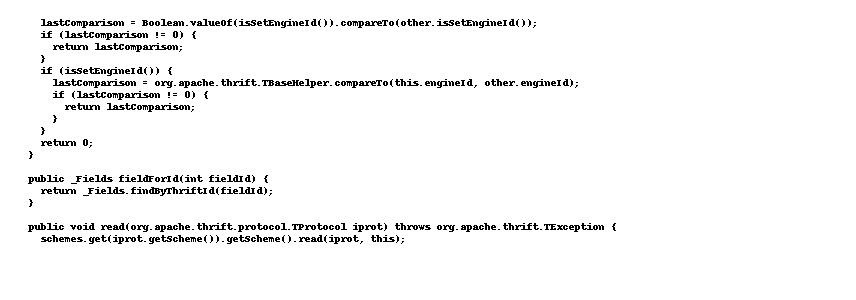 lastComparison = Boolean.valueOf(isSetEngineId()).compareTo(other.isSetEngineId());
if (lastComparison != 0) {
return lastComparison;
}
if (isSetEngineId()) {
lastComparison = org.apache.thrift.TBaseHelper.compareTo(this.engineId, other.engineId);
if (lastComparison != 0) {
return lastComparison;
}
}
return 0;
}
public _Fields fieldForId(int fieldId) {
return _Fields.findByThriftId(fieldId);
}
public void read(org.apache.thrift.protocol.TProtocol iprot) throws org.apache.thrift.TException {
schemes.get(iprot.getScheme()).getScheme().read(iprot, this);